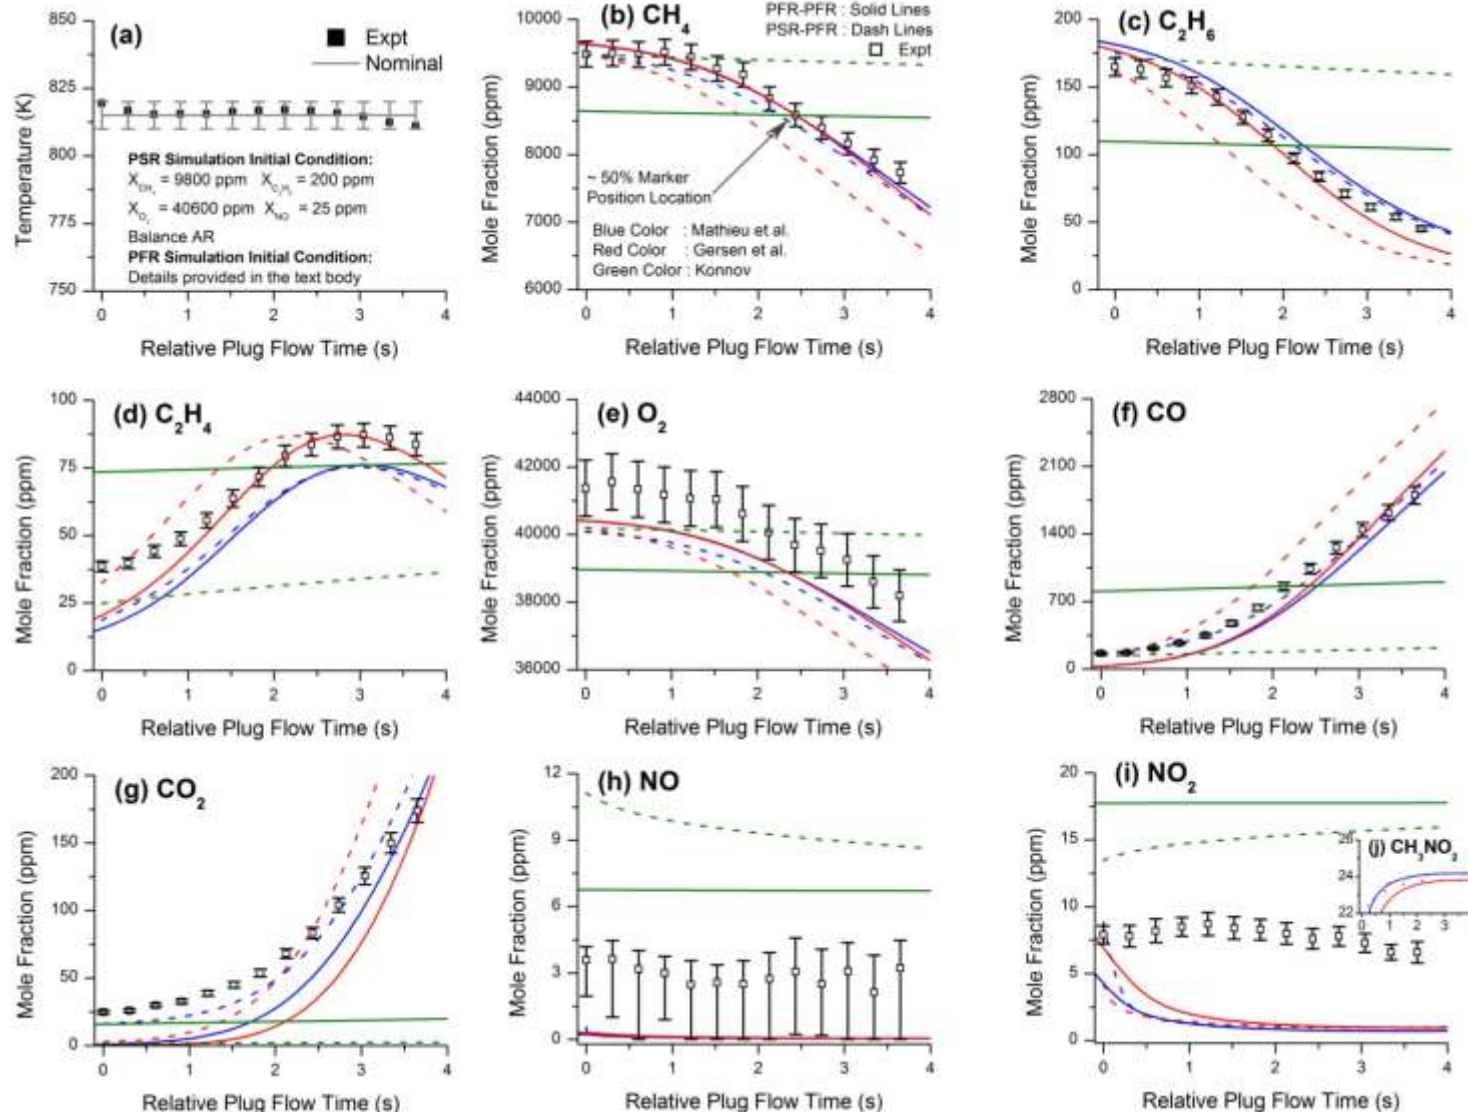 (a)
Expt
Nominal
PSR Simulation Initial Condition:
X_CH₄ = 9800 ppm X_C₂H₆ = 200 ppm
X_O₂ = 40600 ppm X_NO = 25 ppm
Balance AR
PFR Simulation Initial Condition:
Details provided in the text body
Temperature (K)
850
825
800
775
750
0 1 2 3 4
Relative Plug Flow Time (s)
(b) CH₄
PFR-PFR : Solid Lines
PSR-PFR : Dash Lines
Expt
~ 50% Marker
Position Location
Blue Color : Mathieu et al.
Red Color : Gersen et al.
Green Color : Konnov
Mole Fraction (ppm)
10000
9000
8000
7000
6000
0 1 2 3 4
Relative Plug Flow Time (s)
(c) C₂H₆
Mole Fraction (ppm)
200
150
100
50
0
0 1 2 3 4
Relative Plug Flow Time (s)
(d) C₂H₄
Mole Fraction (ppm)
100
75
50
25
0
0 1 2 3 4
Relative Plug Flow Time (s)
(e) O₂
Mole Fraction (ppm)
44000
42000
40000
38000
36000
0 1 2 3 4
Relative Plug Flow Time (s)
(f) CO
Mole Fraction (ppm)
2800
2100
1400
700
0
0 1 2 3 4
Relative Plug Flow Time (s)
(g) CO₂
Mole Fraction (ppm)
200
150
100
50
0
0 1 2 3 4
Relative Plug Flow Time (s)
(h) NO
Mole Fraction (ppm)
12
9
6
3
0
0 1 2 3 4
Relative Plug Flow Time (s)
(i) NO₂
Mole Fraction (ppm)
20
15
10
5
0
0 1 2 3 4
Relative Plug Flow Time (s)
(j) CH₃NO₂
26
24
22
0 1 2 3